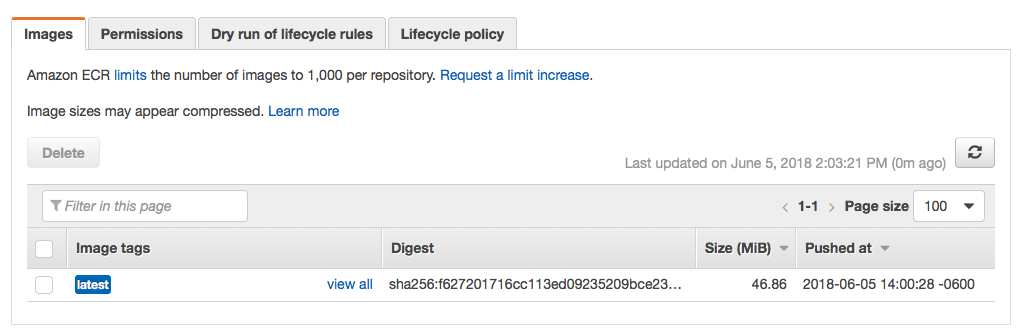 Images Permissions Dry run of lifecycle rules Lifecycle policy
Amazon ECR limits the number of images to 1,000 per repository. Request a limit increase.
Image sizes may appear compressed. Learn more
Delete
Last updated on June 5, 2018 2:03:21 PM (0m ago)
Filter in this page
1-1 Page size 100
Image tags Digest Size (MiB) Pushed at
latest view all sha256:f627201716cc113ed09235209bce23... 46.86 2018-06-05 14:00:28 -0600